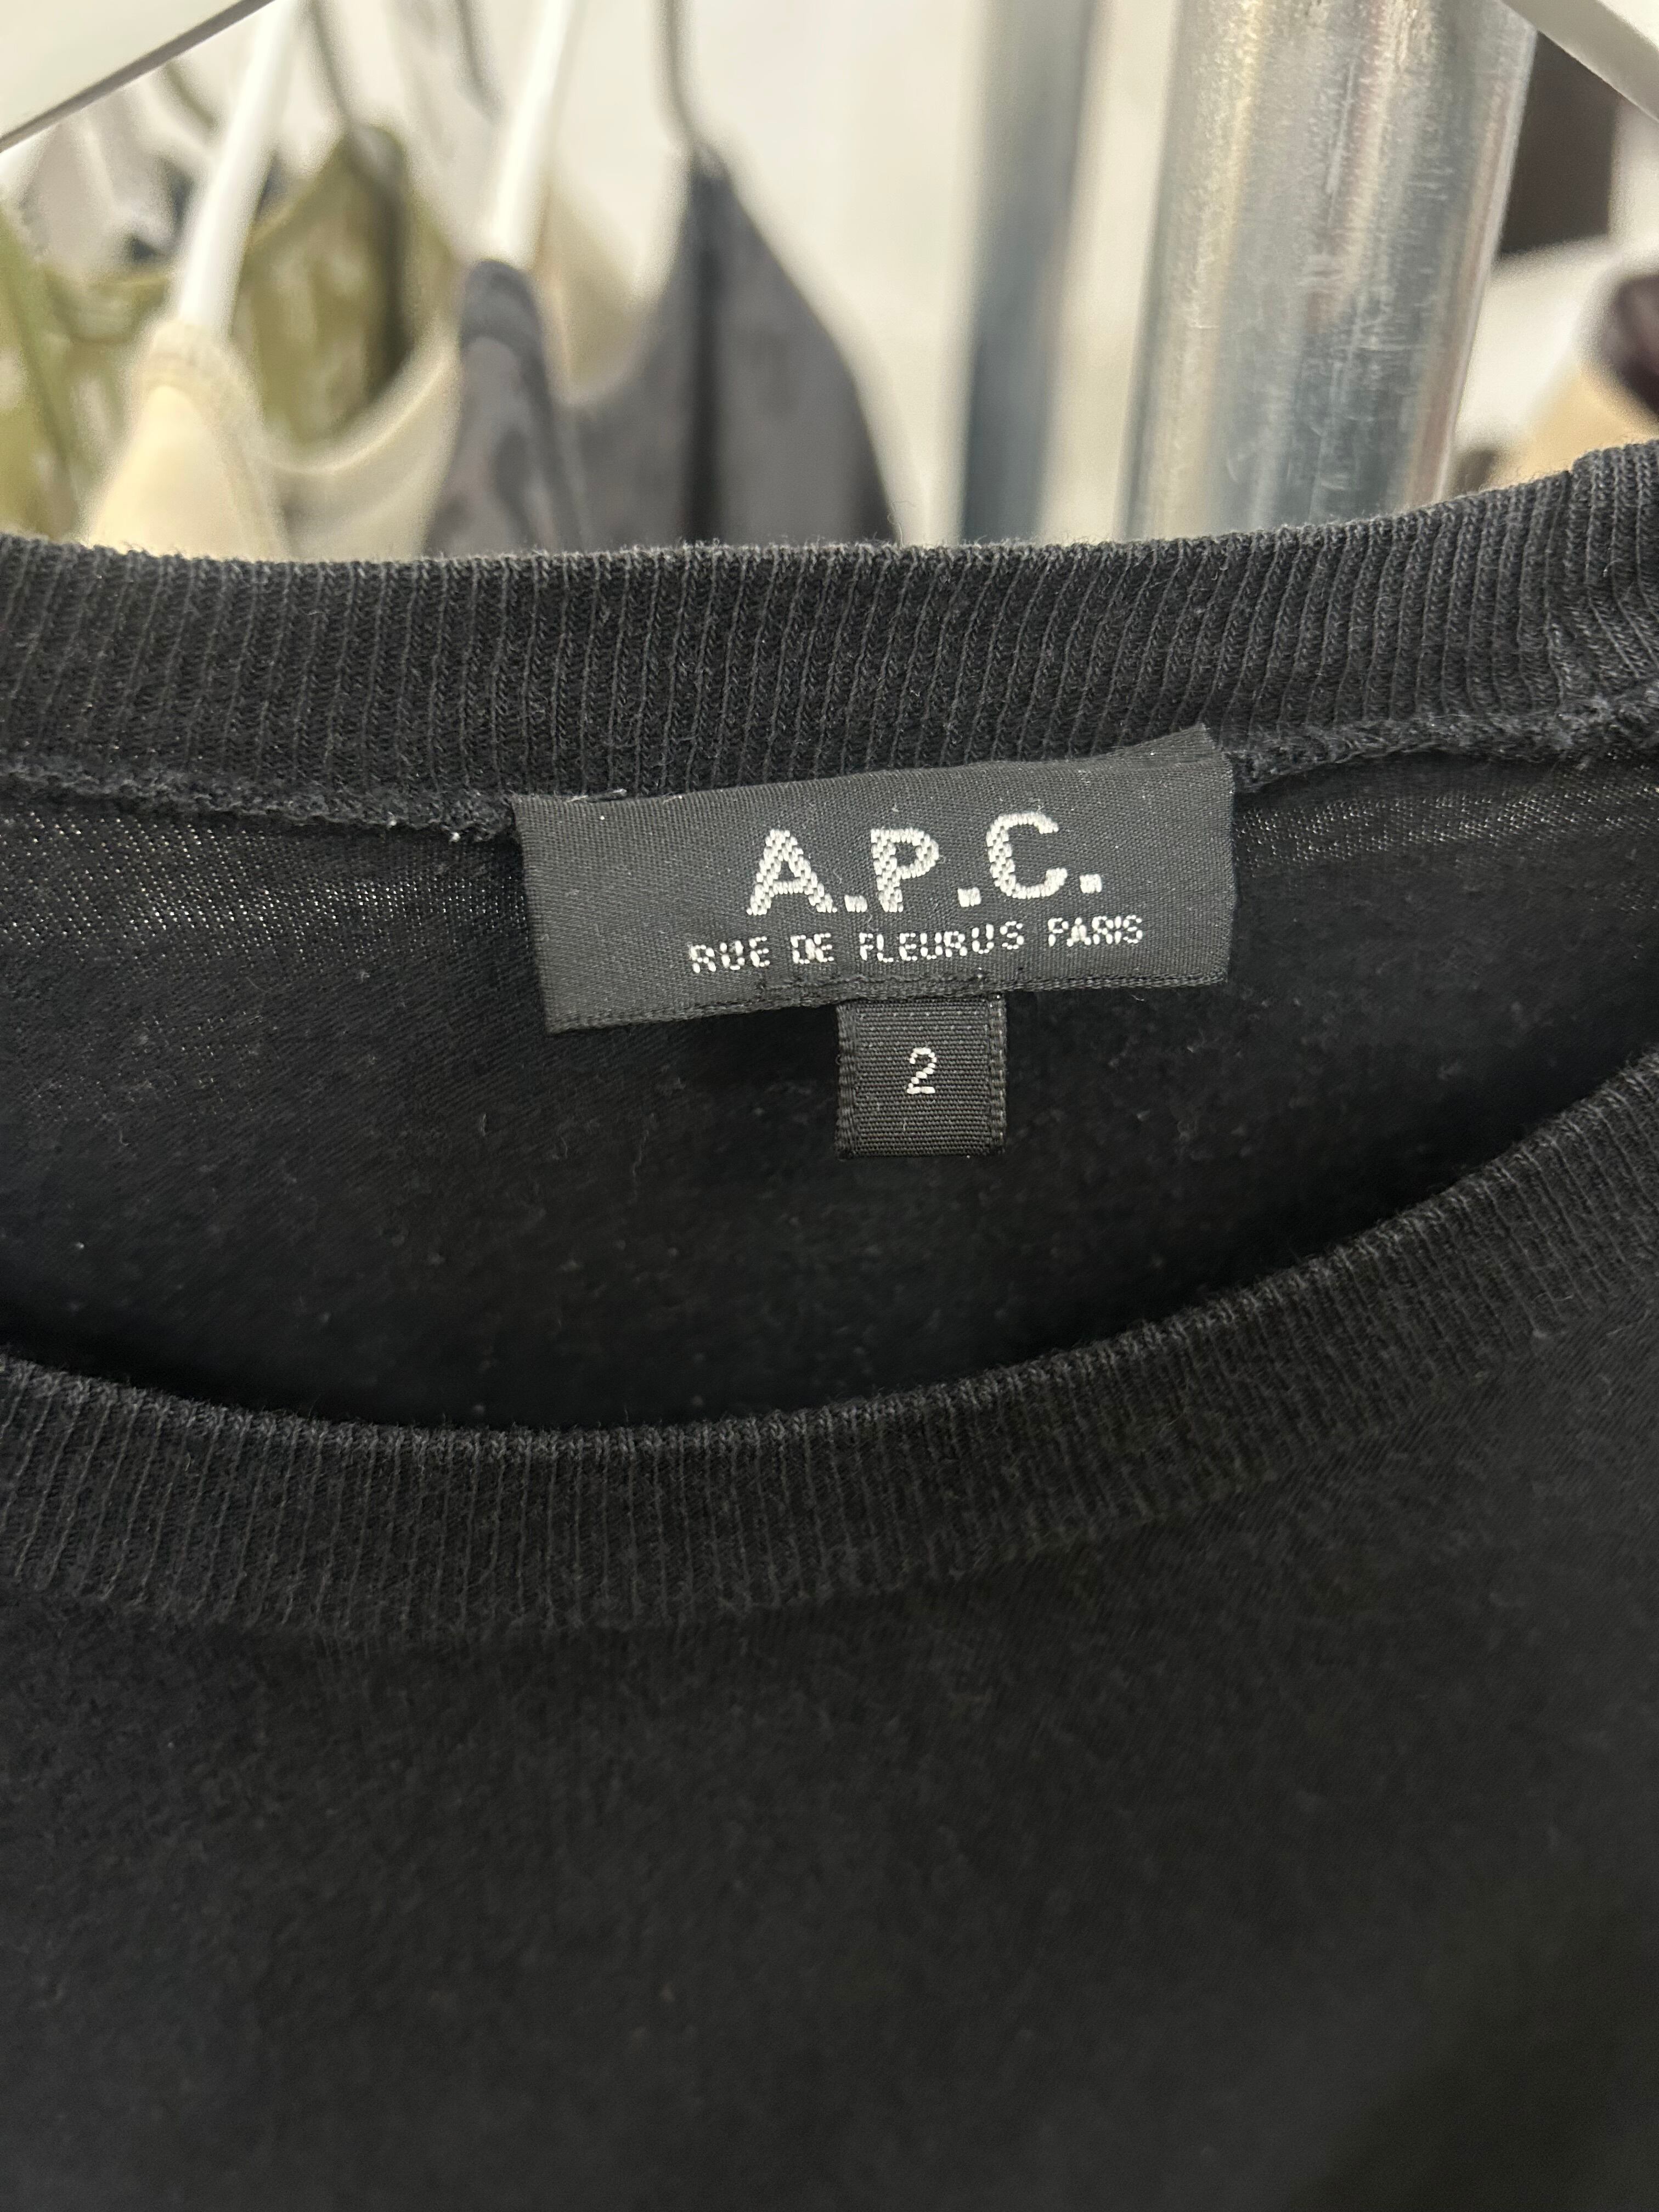 A.P.C.
RUE DE FLEURUS PARIS
2